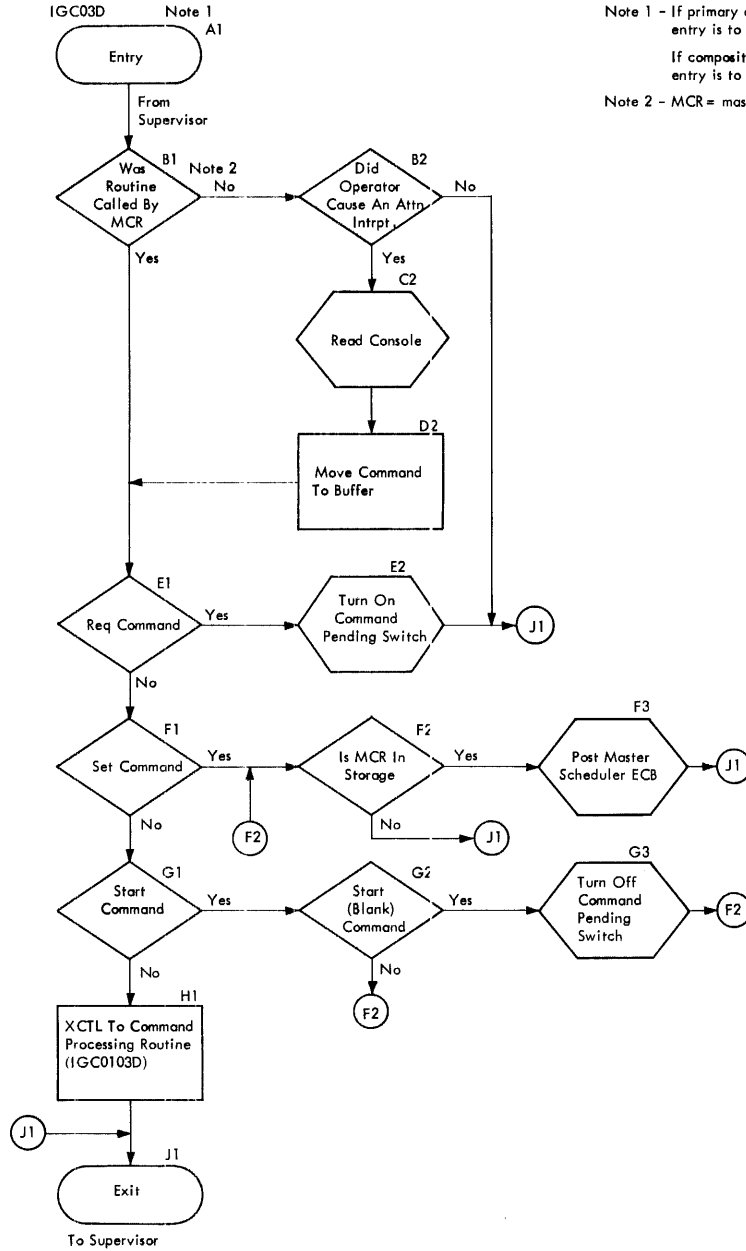 IGC03D Note 1
A1
Entry
From
Supervisor
Note 1 - If primary
entry is to
If composit
entry is to
Note 2 - MCR = mas
B1
Note 2
Was
Routine
Called By
MCR
No
Yes
B2
Did
Operator
Cause An Attn
Intrpt.
No
Yes
C2
Read Console
D2
Move Command
To Buffer
E1
Req Command
Yes
No
E2
Turn On
Command
Pending Switch
J1
F1
Set Command
Yes
No
F2
F2
Is MCR In
Storage
Yes
No
J1
F3
Post Master
Scheduler ECB
J1
G1
Start
Command
Yes
No
G2
Start
(Blank)
Command
Yes
No
F2
G3
Turn Off
Command
Pending
Switch
F2
H1
XCTL To Command
Processing Routine
(IGC0103D)
J1
J1
Exit
To Supervisor